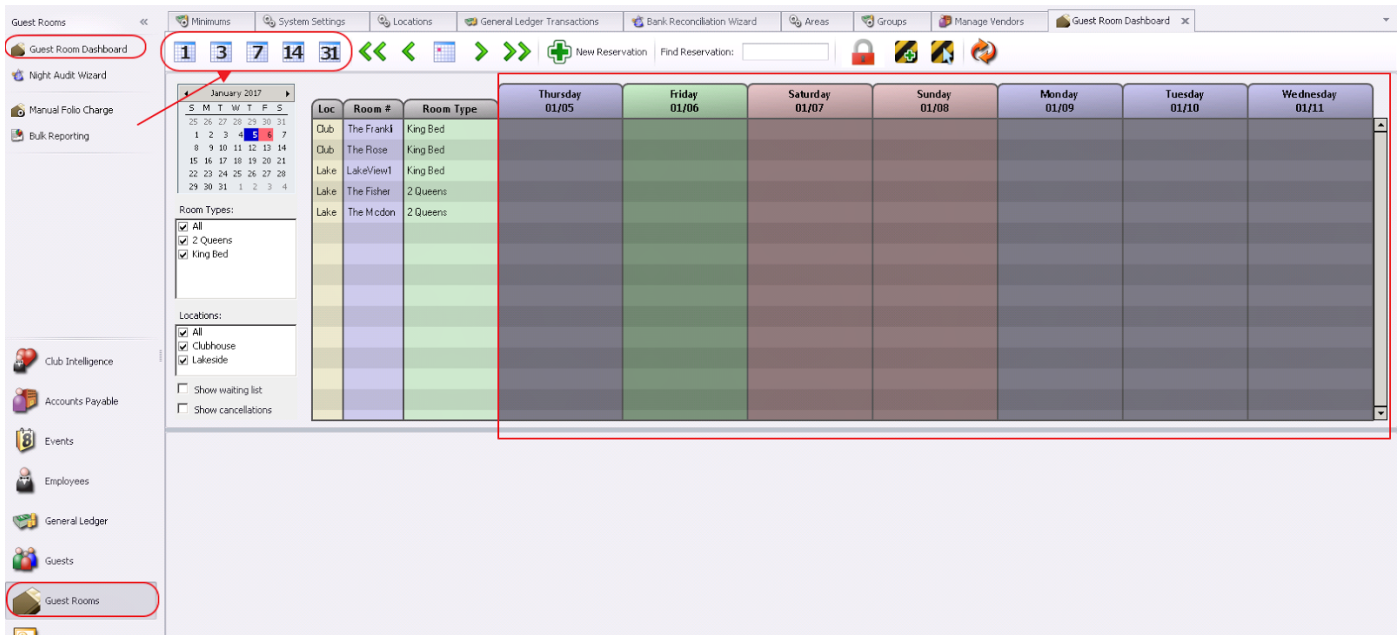 Guest Rooms «
Guest Room Dashboard
Night Audit Wizard
Manual Folio Charge
Bulk Reporting
Club Intelligence
Accounts Payable
Events
Employees
General Ledger
Guests
Guest Rooms
Minimums System Settings Locations General Ledger Transactions Bank Reconciliation Wizard Areas Groups Manage Vendors Guest Room Dashboard
1 3 7 14 31 New Reservation Find Reservation:
January 2017
S M T W T F S
25 26 27 28 29 30 31
1 2 3 4 5 6 7
8 9 10 11 12 13 14
15 16 17 18 19 20 21
22 23 24 25 26 27 28
29 30 31 1 2 3 4
Room Types:
All
2 Queens
King Bed
Locations:
All
Clubhouse
Lakeside
Show waiting list
Show cancellations
Loc Room # Room Type
Club The Frankli King Bed
Club The Rose King Bed
Lake LakeView1 King Bed
Lake The Fisher 2 Queens
Lake The Mcdon 2 Queens
Thursday Friday Saturday Sunday Monday Tuesday Wednesday
01/05 01/06 01/07 01/08 01/09 01/10 01/11